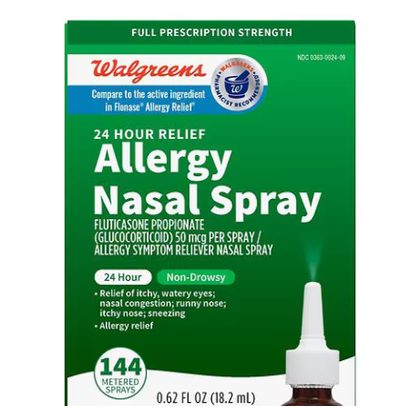 FULL PRESCRIPTION STRENGTH
NDC 0363-0024-09
Walgreens
Compare to the active ingredient
in Flonase® Allergy Relief†
WALGREENS
PHARMACIST RECOMMENDED
24 HOUR RELIEF
Allergy
Nasal Spray
FLUTICASONE PROPIONATE
(GLUCOCORTICOID) 50 mcg PER SPRAY /
ALLERGY SYMPTOM RELIEVER NASAL SPRAY
24 Hour
Non-Drowsy
• Relief of itchy, watery eyes;
nasal congestion; runny nose;
itchy nose; sneezing
• Allergy relief
144
METERED
SPRAYS
0.62 FL OZ (18.2 mL)